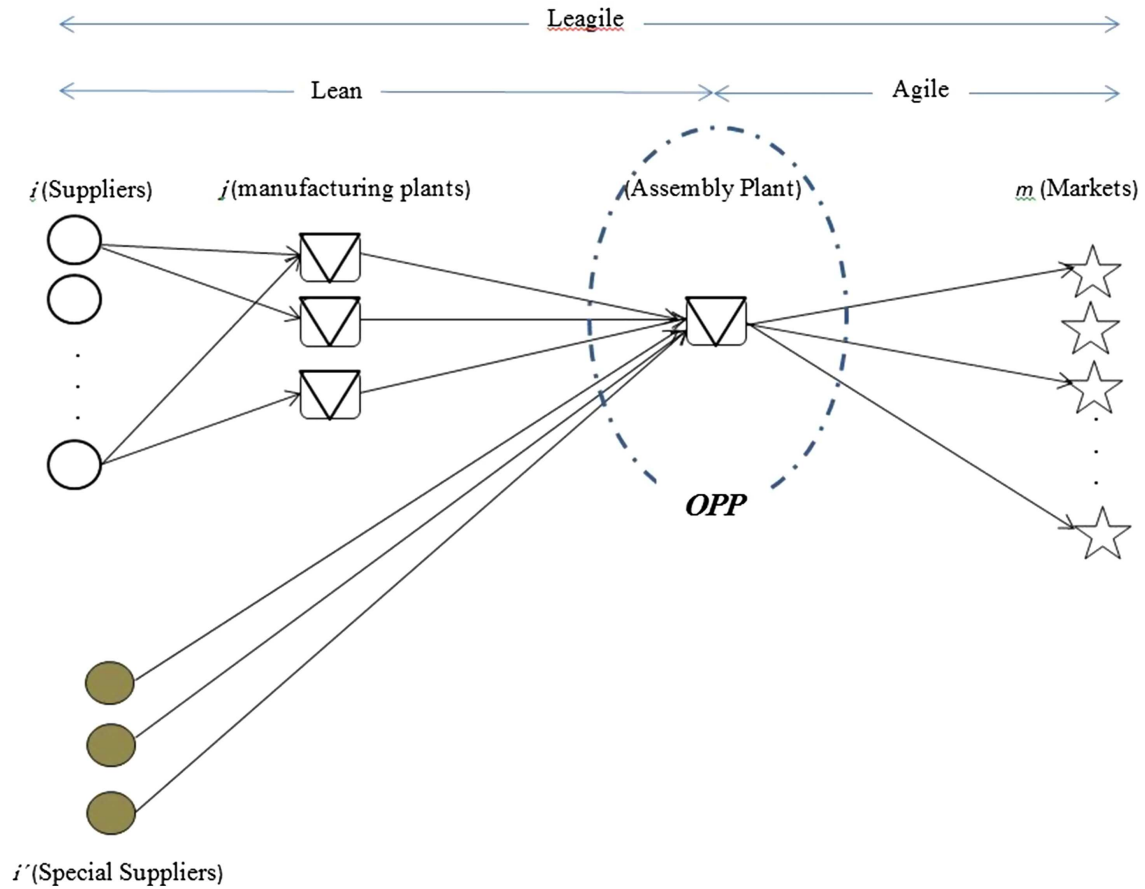 Leagile
Lean
Agile
i (Suppliers)
j (manufacturing plants)
(Assembly Plant)
m (Markets)
OPP
i´(Special Suppliers)